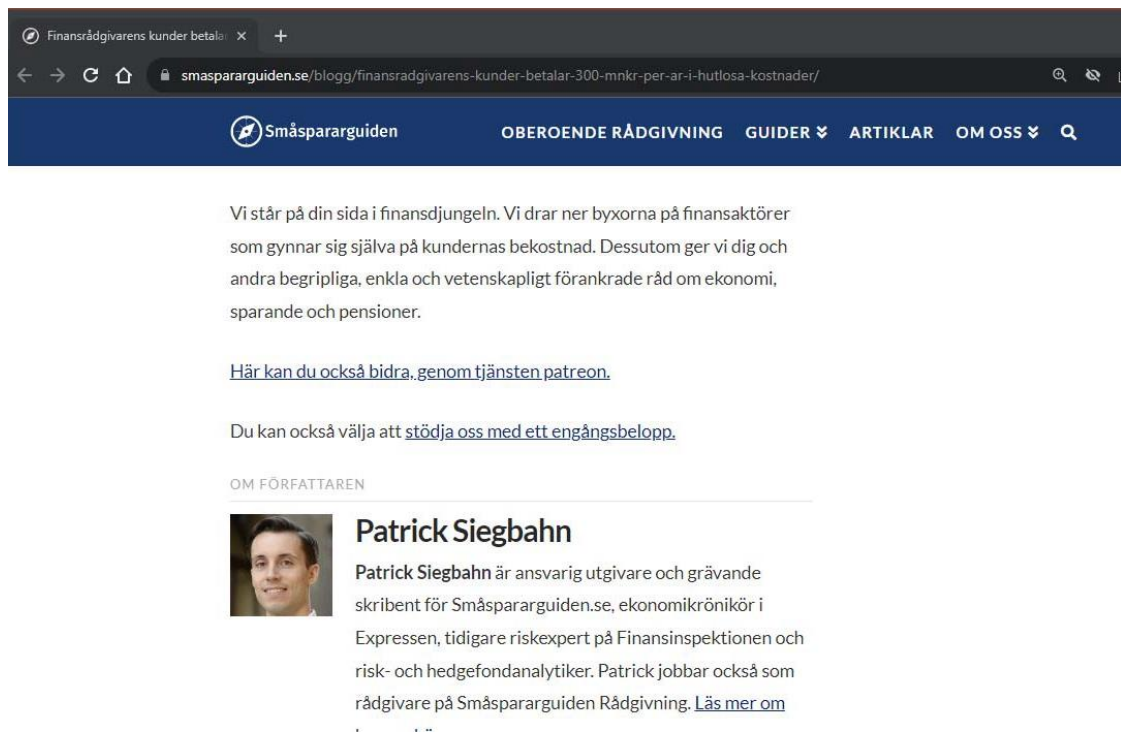 Finansrådgivarens kunder betala
smaspararguiden.se/blogg/finansradgivarens-kunder-betalar-300-mnkr-per-ar-i-hutlosa-kostnader/
Småspararguiden OBEROENDE RÅDGIVNING GUIDER ARTIKLAR OM OSS
Vi står på din sida i finansdjungeln. Vi drar ner byxorna på finansaktörer
som gynnar sig själva på kundernas bekostnad. Dessutom ger vi dig och
andra begripliga, enkla och vetenskapligt förankrade råd om ekonomi,
sparande och pensioner.
Här kan du också bidra, genom tjänsten patreon.
Du kan också välja att stödja oss med ett engångsbelopp.
OM FÖRFATTAREN
Patrick Siegbahn
Patrick Siegbahn är ansvarig utgivare och grävande
skribent för Småspararguiden.se, ekonomikrönikör i
Expressen, tidigare riskexpert på Finansinspektionen och
risk- och hedgefondanalytiker. Patrick jobbar också som
rådgivare på Småspararguiden Rådgivning. Läs mer om